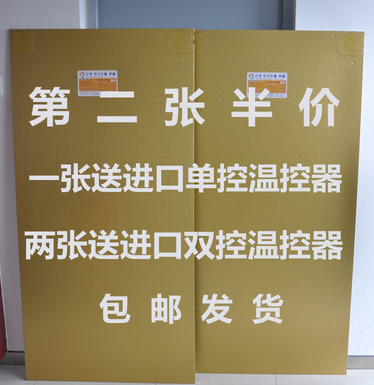 第二张半价
一张送进口单控温控器
两张送进口双控温控器
包邮发货